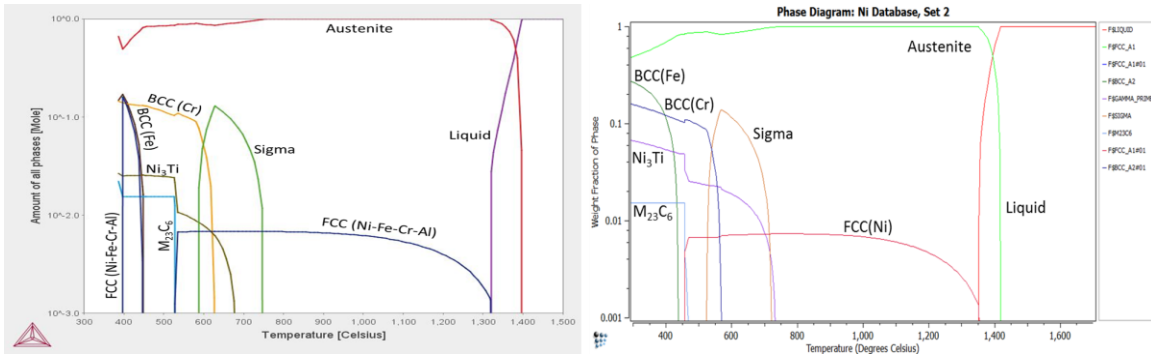 10^0
10^-1
10^-2
10^-3
Amount of all phases [Mole]
300 400 500 600 700 800 900 1,000 1,100 1,200 1,300 1,400 1,500
Temperature [Celsius]
Austenite
BCC (Cr)
BCC (Fe)
Sigma
Liquid
Ni₃Ti
M₂₃C₆
FCC (Ni-Fe-Cr-Al)
FCC (Ni-Fe-Cr-Al)
Phase Diagram: Ni Database, Set 2
1
0.1
0.01
0.001
Weight Fraction of Phase
400 600 800 1,000 1,200 1,400 1,600
Temperature (Degrees Celsius)
Austenite
BCC(Fe)
BCC(Cr)
Sigma
Ni₃Ti
M₂₃C₆
FCC(Ni)
Liquid
F$LIQUID
F$FCC_A1
F$FCC_A1#01
F$BCC_A2
F$GAMMA_PRIME
F$SIGMA
F$M23C6
F$FCC_A1#01
F$BCC_A2#01